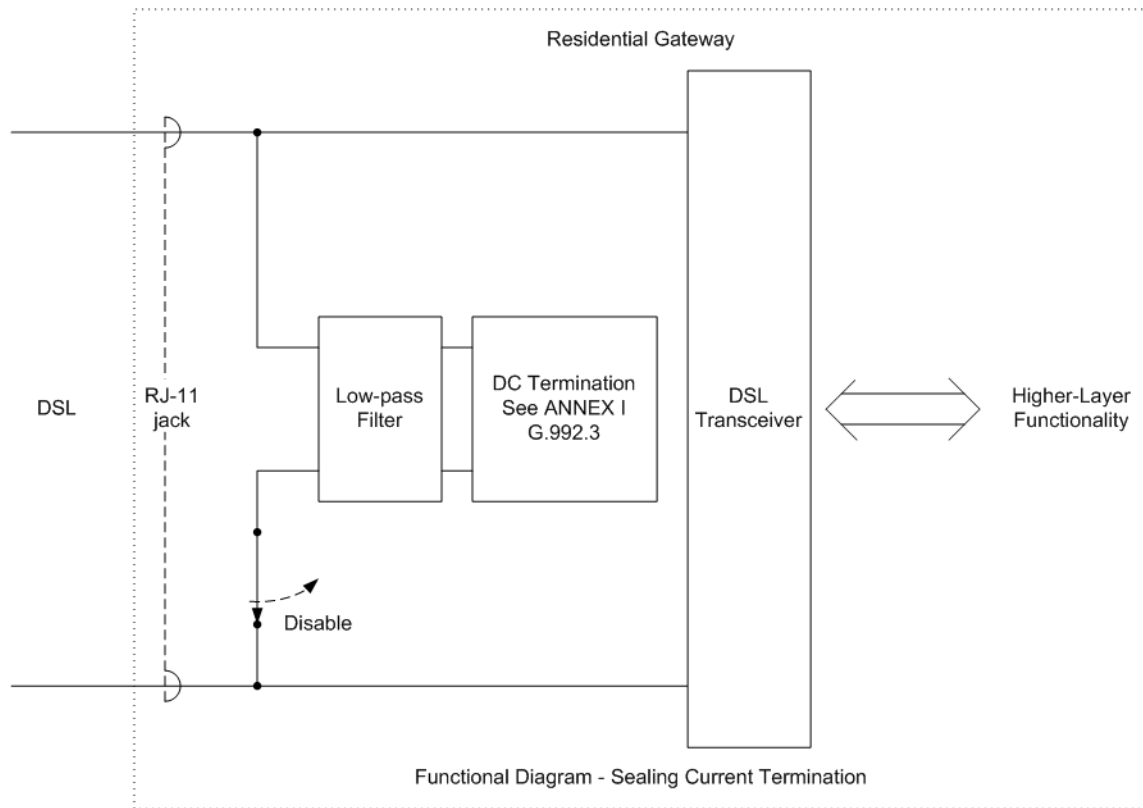 Residential Gateway
DSL
RJ-11
jack
Low-pass
Filter
DC Termination
See ANNEX I
G.992.3
DSL
Transceiver
Higher-Layer
Functionality
Disable
Functional Diagram - Sealing Current Termination